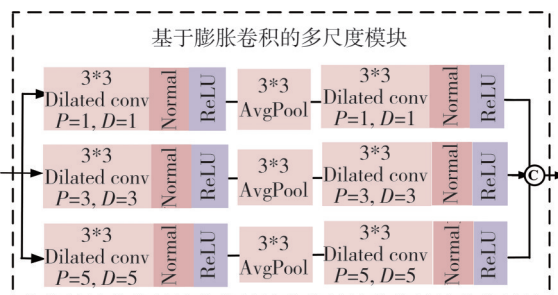 基于膨胀卷积的多尺度模块
3*3
Dilated conv
P=1, D=1
Normal
ReLU
3*3
AvgPool
3*3
Dilated conv
P=1, D=1
Normal
ReLU
3*3
Dilated conv
P=3, D=3
Normal
ReLU
3*3
AvgPool
3*3
Dilated conv
P=3, D=3
Normal
ReLU
C
3*3
Dilated conv
P=5, D=5
Normal
ReLU
3*3
AvgPool
3*3
Dilated conv
P=5, D=5
Normal
ReLU